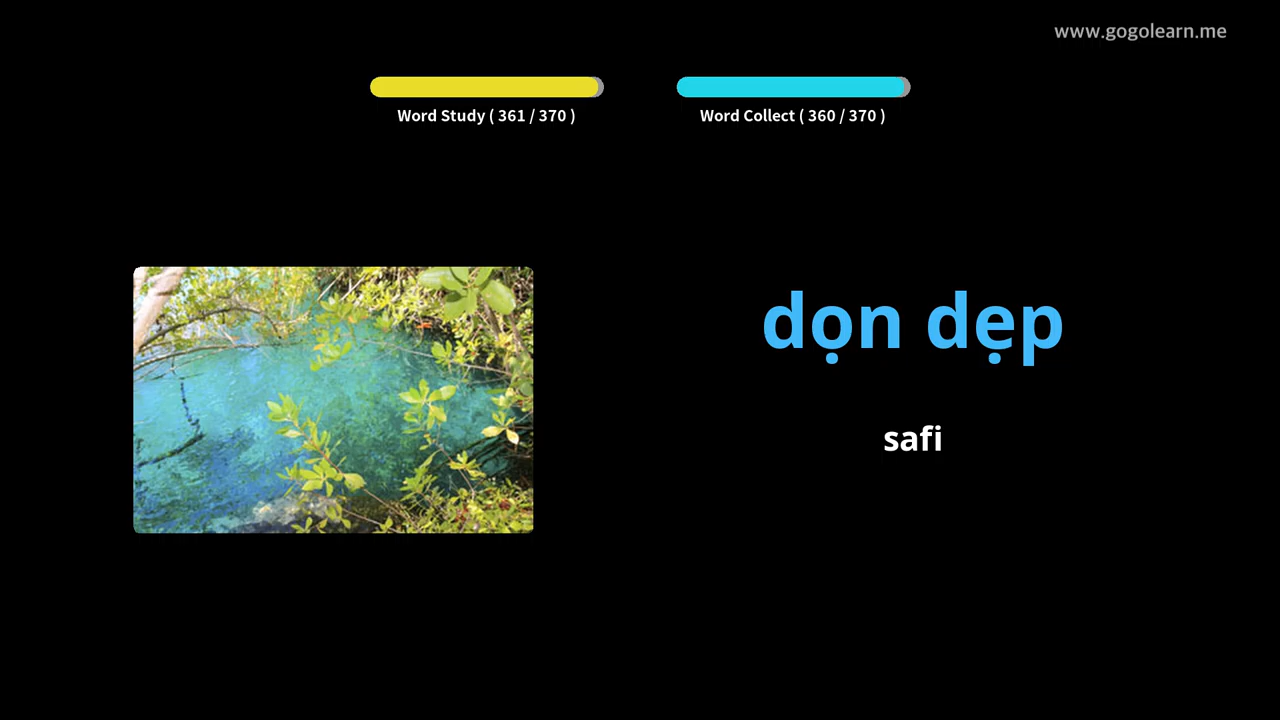 www.gogolearn.me
Word Study ( 361 / 370 )
Word Collect ( 360 / 370 )
dọn dẹp
safi